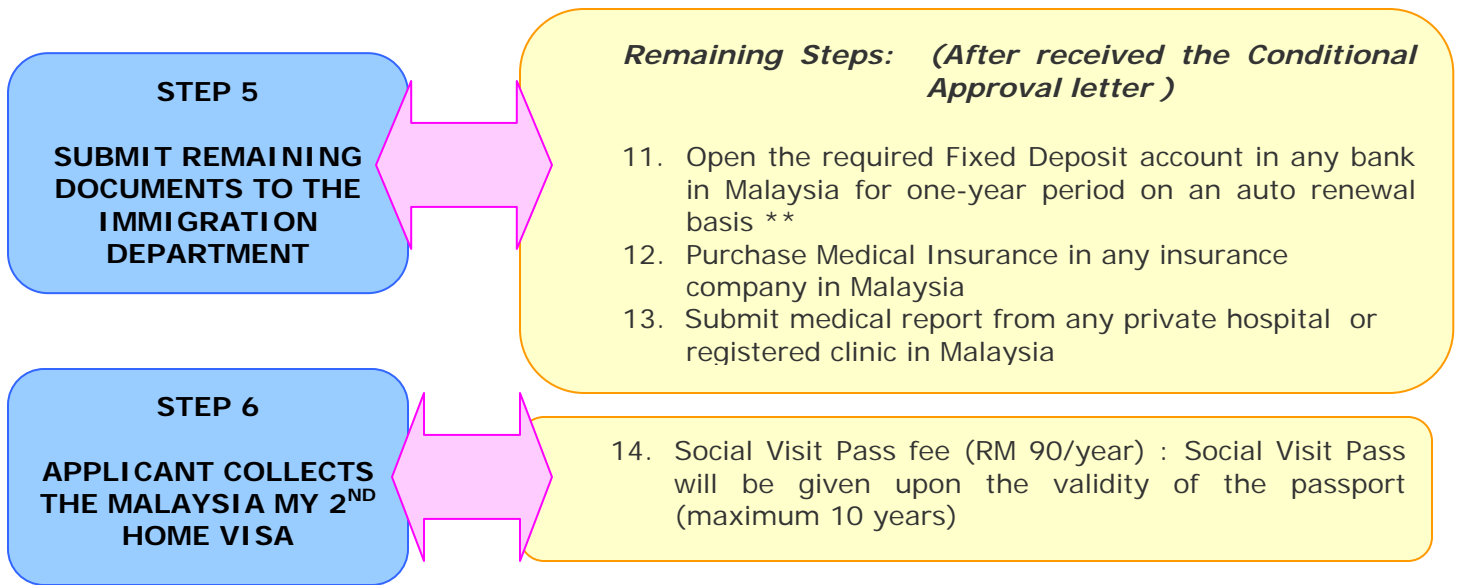 STEP 5
SUBMIT REMAINING
DOCUMENTS TO THE
IMMIGRATION
DEPARTMENT
Remaining Steps: (After received the Conditional
Approval letter )
11. Open the required Fixed Deposit account in any bank
in Malaysia for one-year period on an auto renewal
basis **
12. Purchase Medical Insurance in any insurance
company in Malaysia
13. Submit medical report from any private hospital or
registered clinic in Malaysia
STEP 6
APPLICANT COLLECTS
THE MALAYSIA MY 2ND
HOME VISA
14. Social Visit Pass fee (RM 90/year) : Social Visit Pass
will be given upon the validity of the passport
(maximum 10 years)